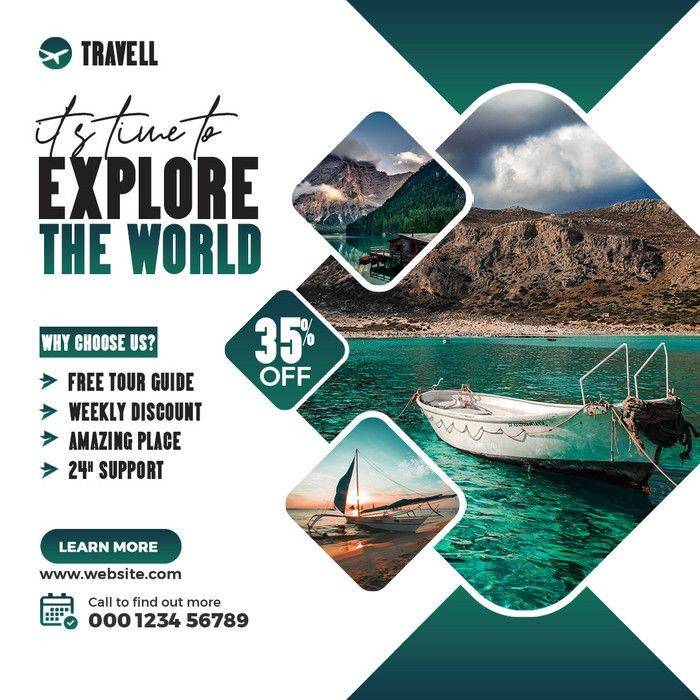 TRAVELL
it's time to
EXPLORE
THE WORLD
WHY CHOOSE US?
FREE TOUR GUIDE
WEEKLY DISCOUNT
AMAZING PLACE
24H SUPPORT
35%
OFF
LEARN MORE
www.website.com
Call to find out more
000 1234 56789